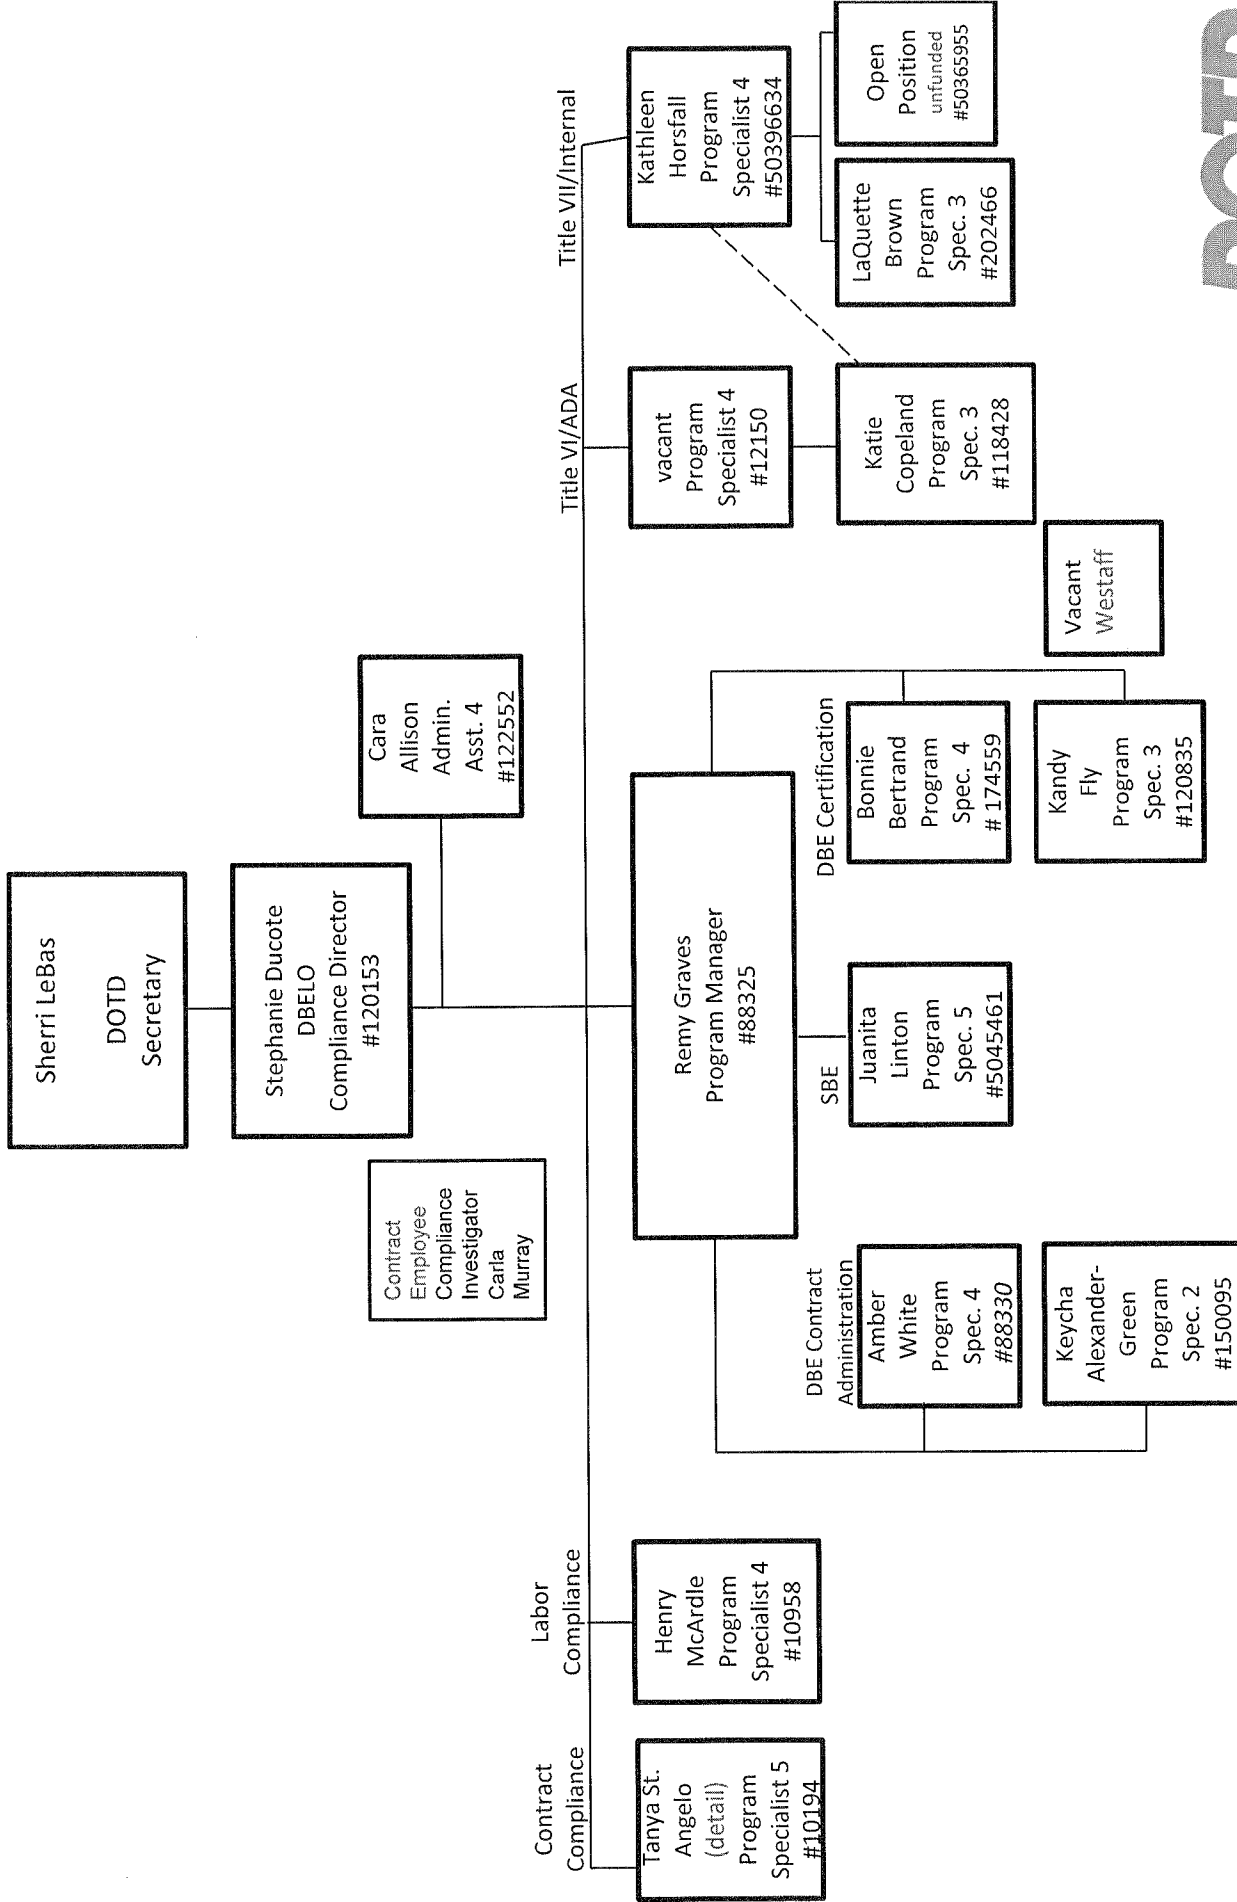 Sherri LeBas
DOTD
Secretary
Stephanie Ducote
DBELO
Compliance Director
#120153
Contract
Employee
Compliance
Investigator
Carla
Murray
Cara
Allison
Admin.
Asst. 4
#122552
Contract
Compliance
Labor
Compliance
Title VI/ADA
Title VII/Internal
Tanya St.
Angelo
(detail)
Program
Specialist 5
#10194
Henry
McArdle
Program
Specialist 4
#10958
Remy Graves
Program Manager
#88325
vacant
Program
Specialist 4
#12150
Kathleen
Horsfall
Program
Specialist 4
#50396634
DBE Contract
Administration
Amber
White
Program
Spec. 4
#88330
Keycha
Alexander-
Green
Program
Spec. 2
#150095
SBE
Juanita
Linton
Program
Spec. 5
#5045461
DBE Certification
Bonnie
Bertrand
Program
Spec. 4
# 174559
Kandy
Fly
Program
Spec. 3
#120835
Vacant
Westaff
Katie
Copeland
Program
Spec. 3
#118428
LaQuette
Brown
Program
Spec. 3
#202466
Open
Position
unfunded
#50365955
DOTD